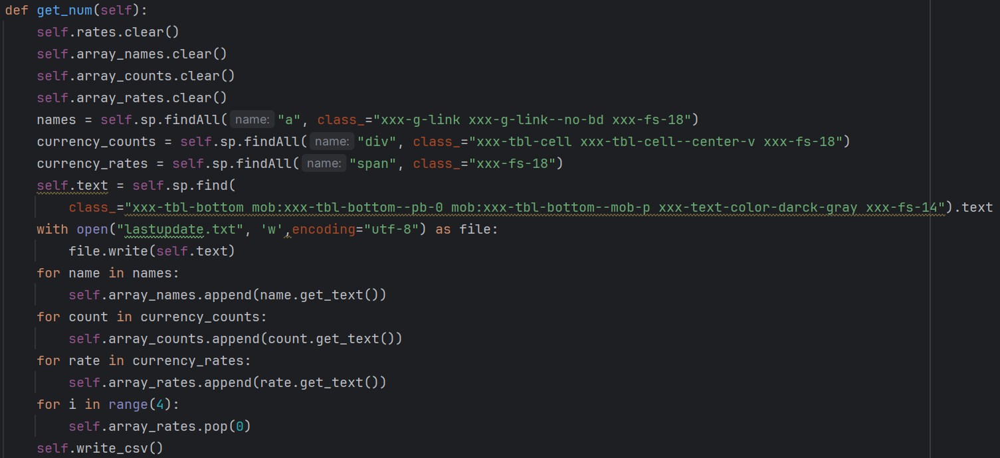 def get_num(self):
    self.rates.clear()
    self.array_names.clear()
    self.array_counts.clear()
    self.array_rates.clear()
    names = self.sp.findAll( name: "a", class_="xxx-g-link xxx-g-link--no-bd xxx-fs-18")
    currency_counts = self.sp.findAll( name: "div", class_="xxx-tbl-cell xxx-tbl-cell--center-v xxx-fs-18")
    currency_rates = self.sp.findAll( name: "span", class_="xxx-fs-18")
    self.text = self.sp.find(
        class_="xxx-tbl-bottom mob:xxx-tbl-bottom--pb-0 mob:xxx-tbl-bottom--mob-p xxx-text-color-darck-gray xxx-fs-14").text
    with open("lastupdate.txt", 'w',encoding="utf-8") as file:
        file.write(self.text)
    for name in names:
        self.array_names.append(name.get_text())
    for count in currency_counts:
        self.array_counts.append(count.get_text())
    for rate in currency_rates:
        self.array_rates.append(rate.get_text())
    for i in range(4):
        self.array_rates.pop(0)
    self.write_csv()